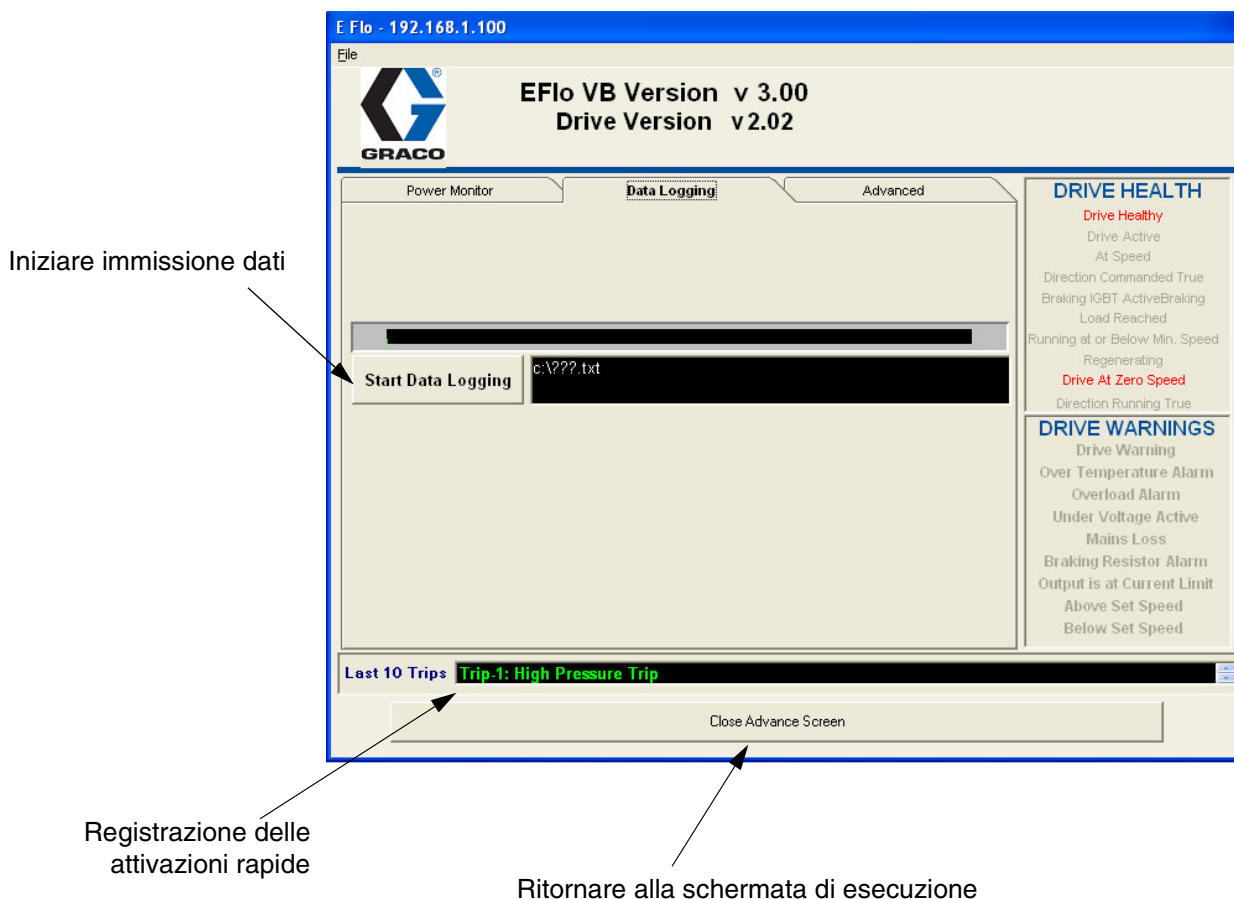 E Flo - 192.168.1.100
File
®
GRACO
EFlo VB Version v 3.00
Drive Version v 2.02
Power Monitor
Data Logging
Advanced
Iniziare immissione dati
Start Data Logging
c:\???.txt
DRIVE HEALTH
Drive Healthy
Drive Active
At Speed
Direction Commanded True
Braking IGBT ActiveBraking
Load Reached
Running at or Below Min. Speed
Regenerating
Drive At Zero Speed
Direction Running True
DRIVE WARNINGS
Drive Warning
Over Temperature Alarm
Overload Alarm
Under Voltage Active
Mains Loss
Braking Resistor Alarm
Output is at Current Limit
Above Set Speed
Below Set Speed
Last 10 Trips
Trip-1: High Pressure Trip
Close Advance Screen
Registrazione delle
attivazioni rapide
Ritornare alla schermata di esecuzione